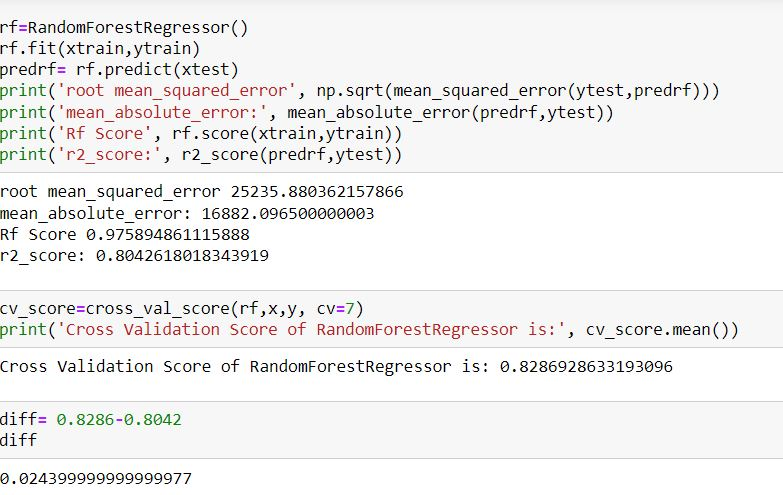 rf=RandomForestRegressor()
rf.fit(xtrain,ytrain)
predrf= rf.predict(xtest)
print('root mean_squared_error', np.sqrt(mean_squared_error(ytest,predrf)))
print('mean_absolute_error:', mean_absolute_error(predrf,ytest))
print('Rf Score', rf.score(xtrain,ytrain))
print('r2_score:', r2_score(predrf,ytest))
root mean_squared_error 25235.880362157866
mean_absolute_error: 16882.096500000003
Rf Score 0.975894861115888
r2_score: 0.8042618018343919
cv_score=cross_val_score(rf,x,y, cv=7)
print('Cross Validation Score of RandomForestRegressor is:', cv_score.mean())
Cross Validation Score of RandomForestRegressor is: 0.8286928633193096
diff= 0.8286-0.8042
diff
0.024399999999999977